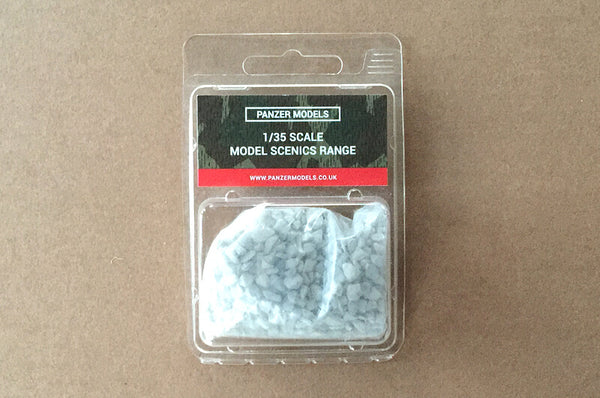 PANZER MODELS
1/35 SCALE
MODEL SCENICS RANGE
WWW.PANZERMODELS.CO.UK